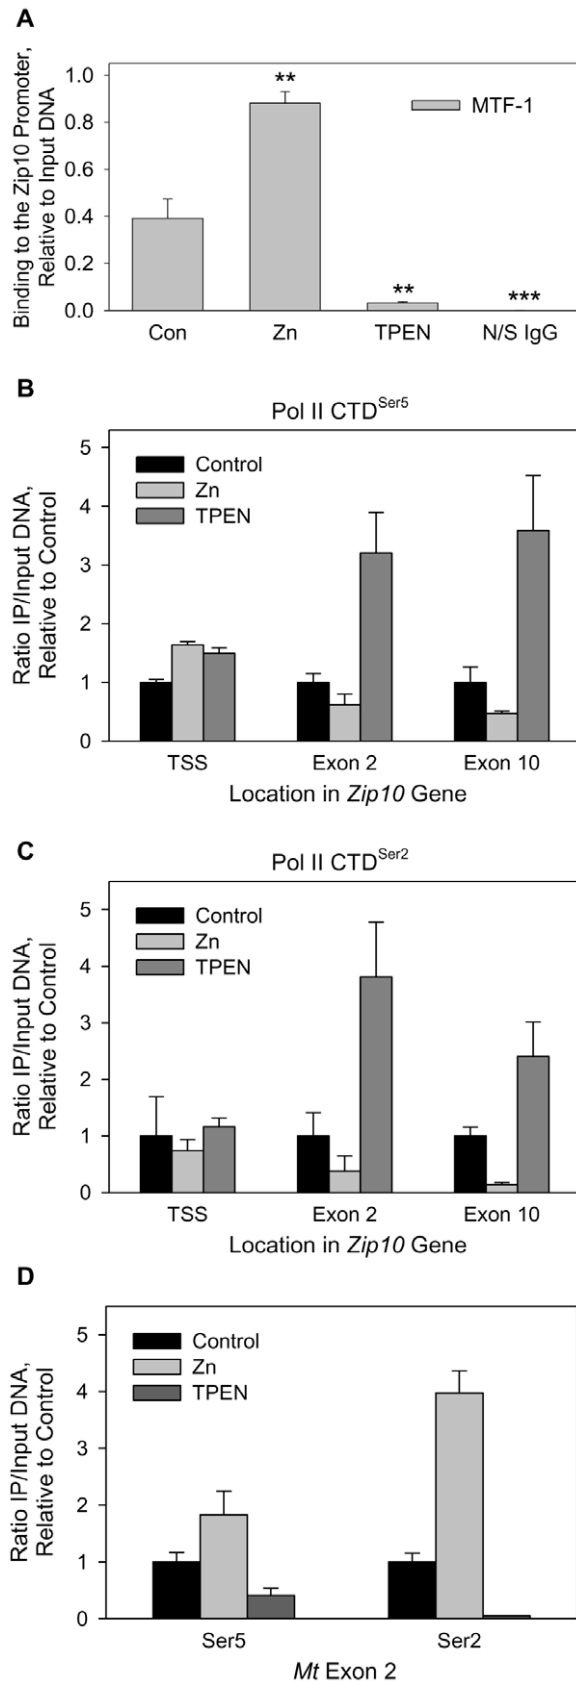 A
Binding to the Zip10 Promoter,
Relative to Input DNA
1.0
0.8
0.6
0.4
0.2
0.0
**
**
***
MTF-1
Con Zn TPEN N/S IgG
B
Pol II CTD^Ser5
Ratio IP/Input DNA,
Relative to Control
5
4
3
2
1
0
Control
Zn
TPEN
TSS Exon 2 Exon 10
Location in Zip10 Gene
C
Pol II CTD^Ser2
Ratio IP/Input DNA,
Relative to Control
5
4
3
2
1
0
Control
Zn
TPEN
TSS Exon 2 Exon 10
Location in Zip10 Gene
D
Ratio IP/Input DNA,
Relative to Control
5
4
3
2
1
0
Control
Zn
TPEN
Ser5 Ser2
Mt Exon 2